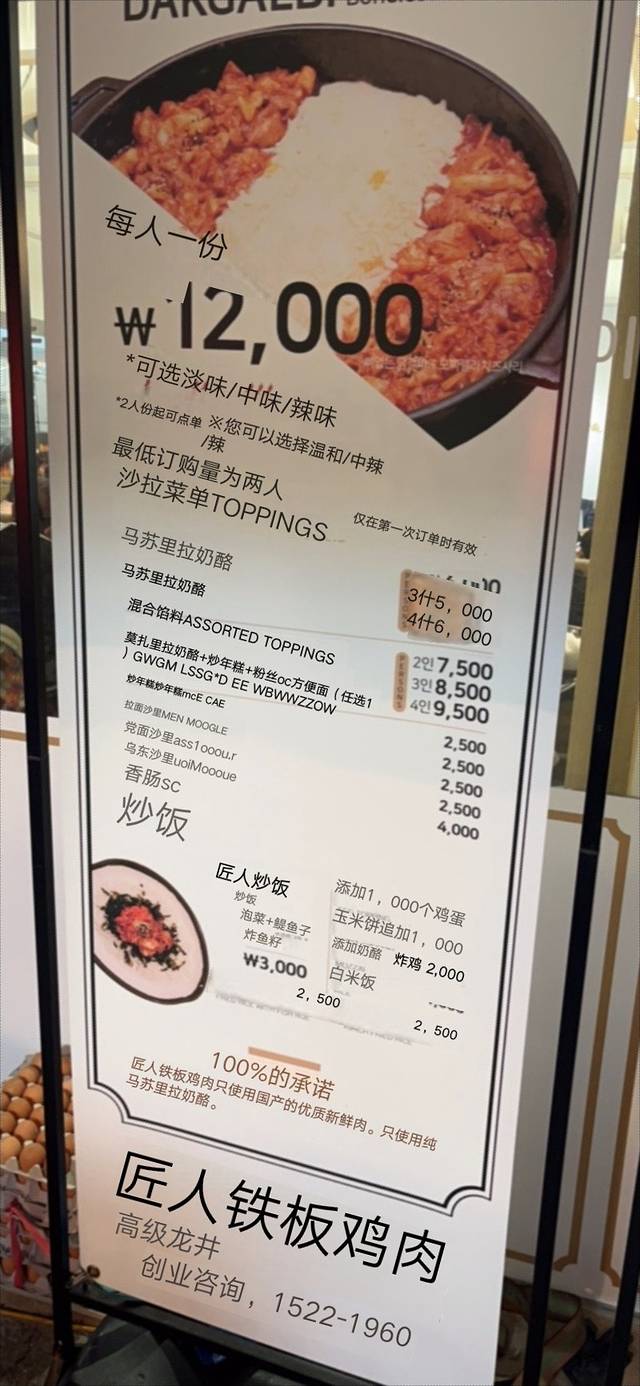 DARGALBI Boneless
每人一份
₩12,000
*可选淡味/中味/辣味
*2人份起可点单 ※您可以选择温和/中辣
/辣
最低订购量为两人
沙拉菜单TOPPINGS
仅在第一次订单时有效
马苏里拉奶酪
马苏里拉奶酪
3什5，000
4什6，000
混合馅料ASSORTED TOPPINGS
莫扎里拉奶酪+炒年糕+粉丝oc方便面（任选1
）GWGM LSSG*D EE WBWWZZOW
PERSONS
2인 7,500
3인 8,500
4인 9,500
炒年糕炒年糕mcE CAE 2,500
拉面沙里MEN MOOGLE 2,500
党面沙里ass1ooou.r 2,500
乌东沙里uoiMoooue 2,500
香肠sc 4,000
炒饭
匠人炒饭
炒饭
泡菜+鳀鱼子
炸鱼籽
₩3,000
2，500
添加1，000个鸡蛋
玉米饼追加1，000
添加奶酪 炸鸡 2,000
白米饭
2，500
100%的承诺
匠人铁板鸡肉只使用国产的优质新鲜肉。只使用纯
马苏里拉奶酪。
匠人铁板鸡肉
高级龙井
创业咨询，1522-1960